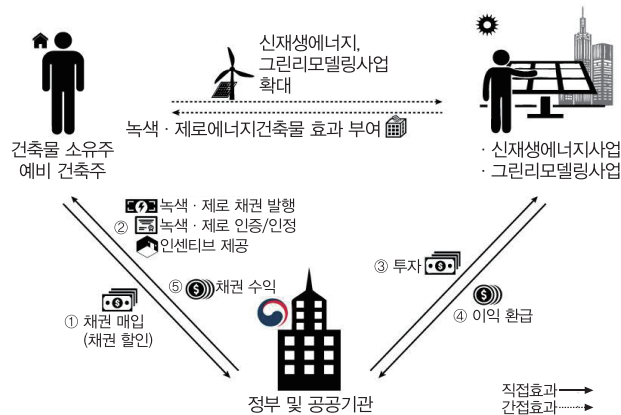 신재생에너지,
그린리모델링사업
확대
녹색 · 제로에너지건축물 효과 부여
건축물 소유주
예비 건축주
· 신재생에너지사업
· 그린리모델링사업
② 녹색 · 제로 채권 발행
녹색 · 제로 인증/인정
인센티브 제공
⑤ 채권 수익
① 채권 매입
(채권 할인)
③ 투자
④ 이익 환급
정부 및 공공기관
직접효과
간접효과